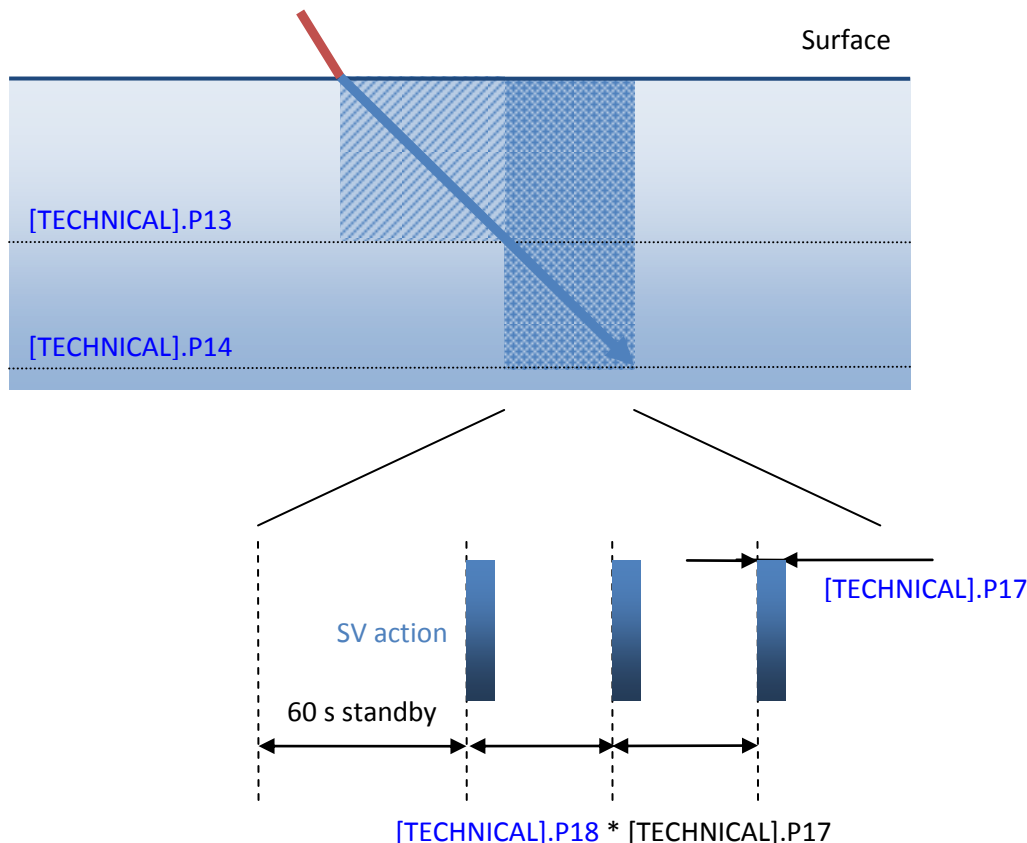 Surface
[TECHNICAL].P13
[TECHNICAL].P14
[TECHNICAL].P17
SV action
60 s standby
[TECHNICAL].P18 * [TECHNICAL].P17